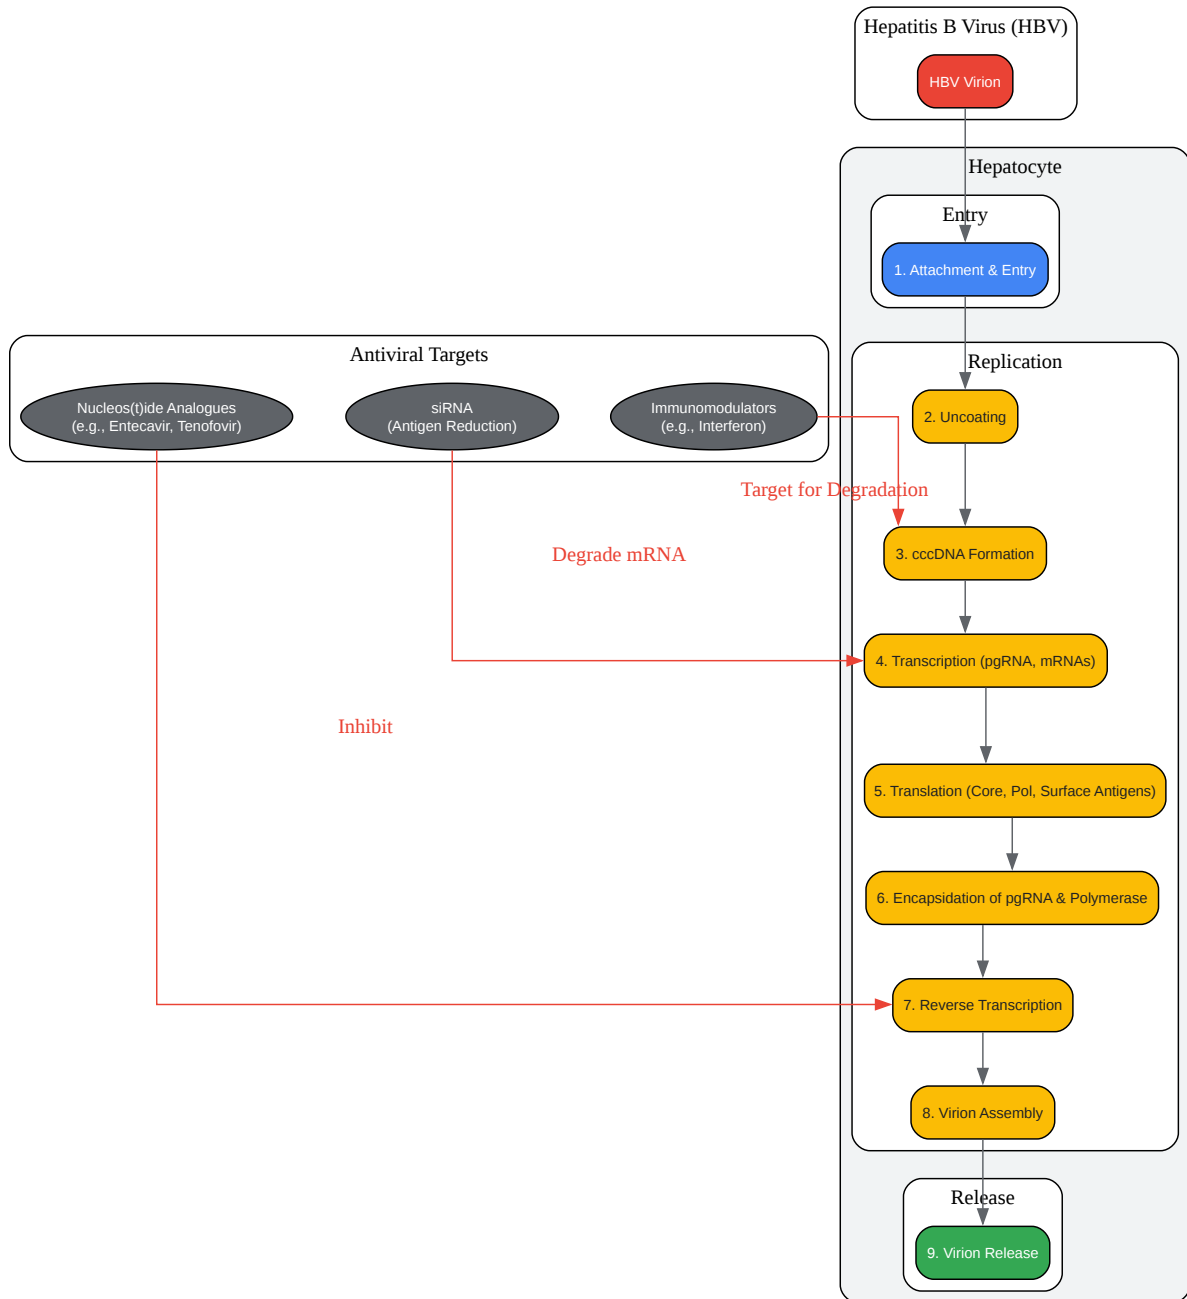 Hepatitis B Virus (HBV)
HBV Virion
Hepatocyte
Entry
1. Attachment & Entry
Antiviral Targets
Nucleos(t)ide Analogues
(e.g., Entecavir, Tenofovir)
siRNA
(Antigen Reduction)
Immunomodulators
(e.g., Interferon)
Replication
2. Uncoating
Target for Degradation
Degrade mRNA
3. cccDNA Formation
4. Transcription (pgRNA, mRNAs)
Inhibit
5. Translation (Core, Pol, Surface Antigens)
6. Encapsidation of pgRNA & Polymerase
7. Reverse Transcription
8. Virion Assembly
Release
9. Virion Release